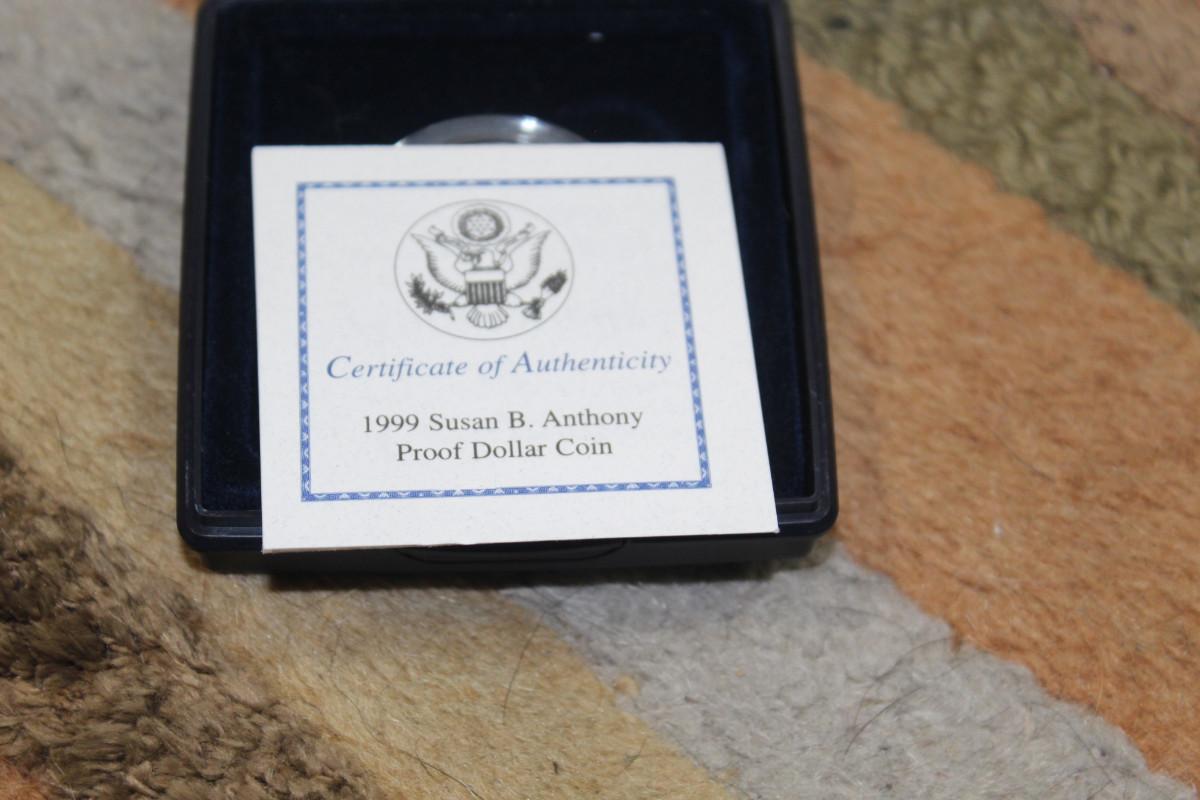 Certificate of Authenticity
1999 Susan B. Anthony
Proof Dollar Coin